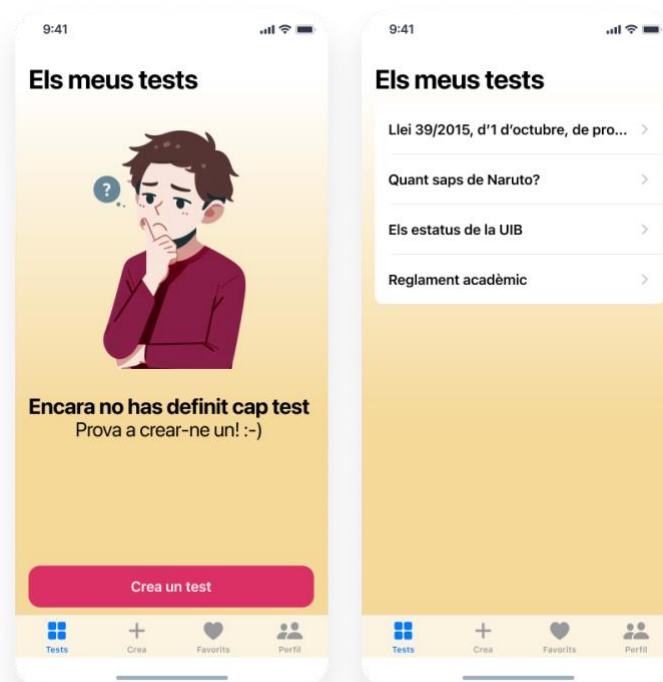 9:41
Els meus tests
?
Encara no has definit cap test
Prova a crear-ne un! :-)
Crea un test
Tests Crea Favorits Perfil
9:41
Els meus tests
Llei 39/2015, d'1 d'octubre, de pro...
Quant saps de Naruto?
Els estatus de la UIB
Reglament acadèmic
Tests Crea Favorits Perfil